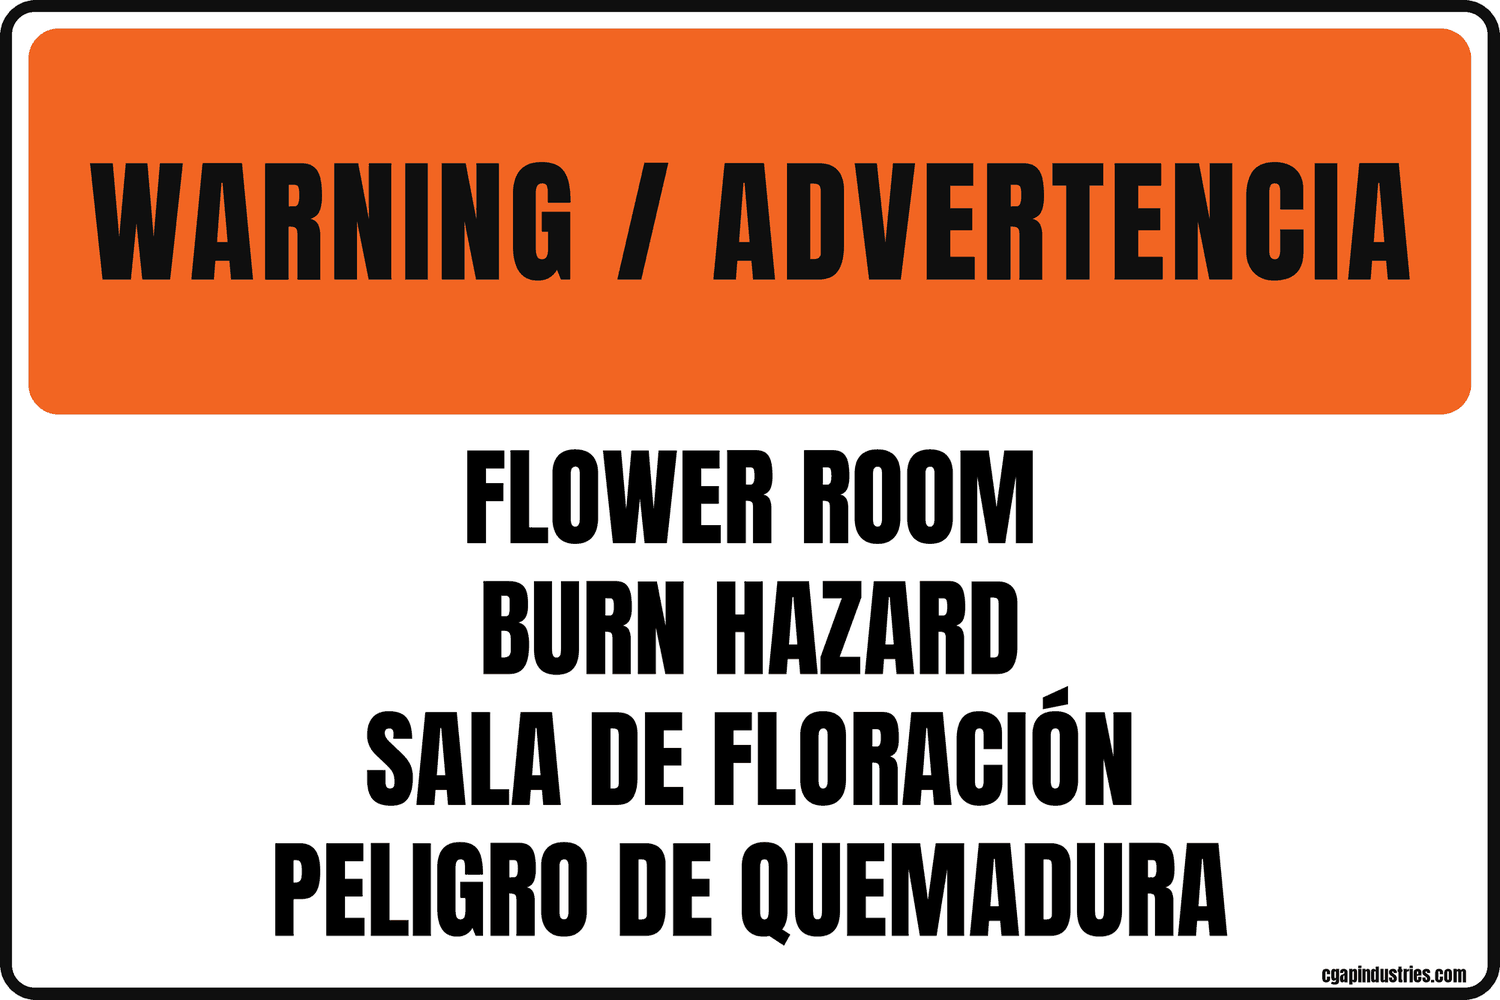 WARNING / ADVERTENCIA
FLOWER ROOM
BURN HAZARD
SALA DE FLORACIÓN
PELIGRO DE QUEMADURA
cgapindustries.com